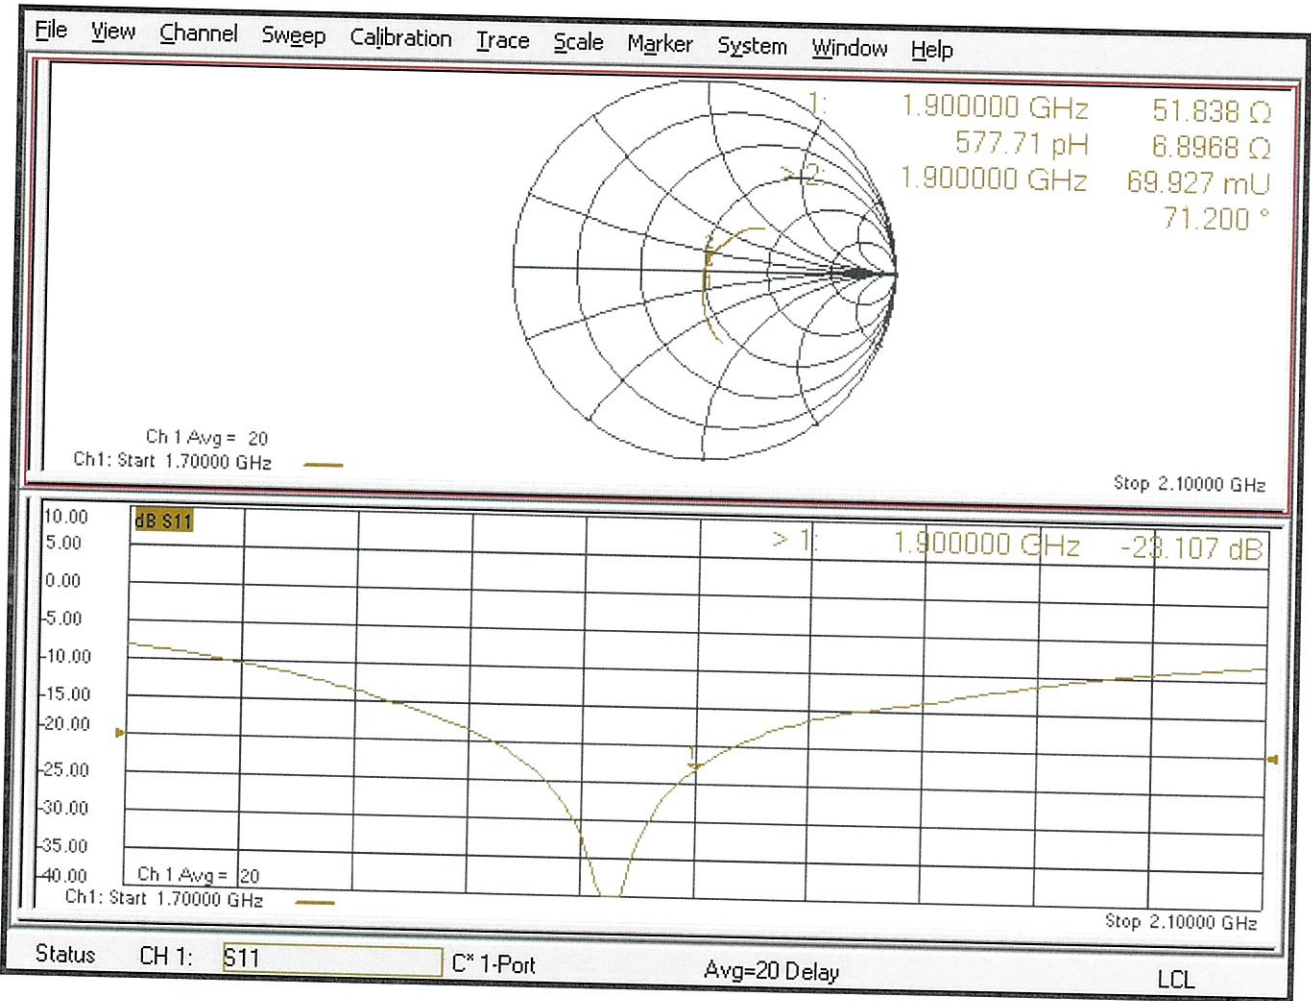 File View Channel Sweep Calibration Trace Scale Marker System Window Help
1: 1.900000 GHz 51.838 Ω
577.71 pH 6.8968 Ω
> 2: 1.900000 GHz 69.927 mU
71.200 °
Ch 1 Avg = 20
Ch1: Start 1.70000 GHz
Stop 2.10000 GHz
dB S11
> 1: 1.900000 GHz -23.107 dB
10.00
5.00
0.00
-5.00
-10.00
-15.00
-20.00
-25.00
-30.00
-35.00
-40.00
1
Ch 1 Avg = 20
Ch1: Start 1.70000 GHz
Stop 2.10000 GHz
Status CH 1: S11 C* 1-Port Avg=20 Delay LCL